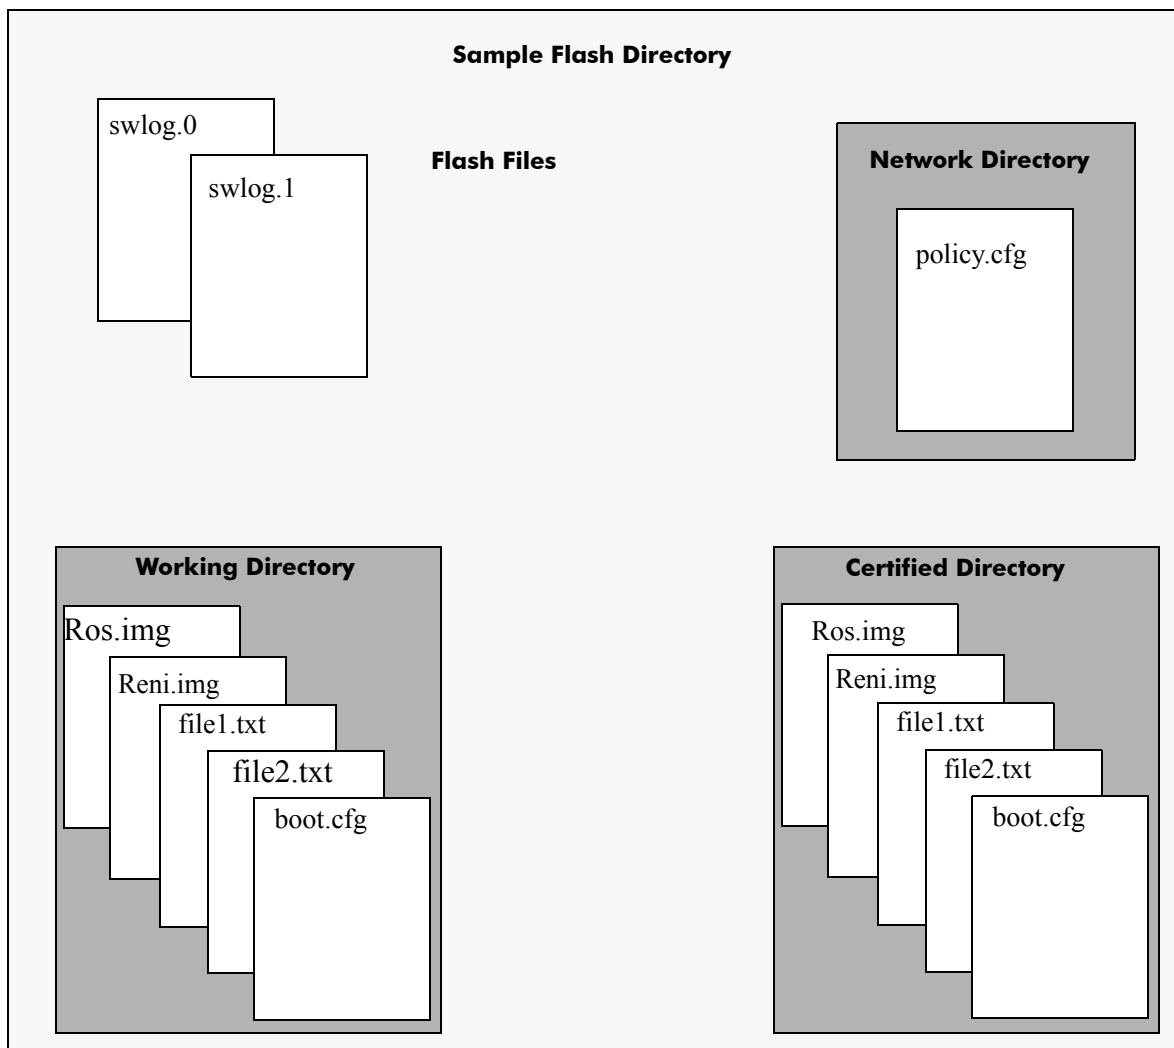 Sample Flash Directory
swlog.0
swlog.1
Flash Files
Network Directory
policy.cfg
Working Directory
Ros.img
Reni.img
file1.txt
file2.txt
boot.cfg
Certified Directory
Ros.img
Reni.img
file1.txt
file2.txt
boot.cfg